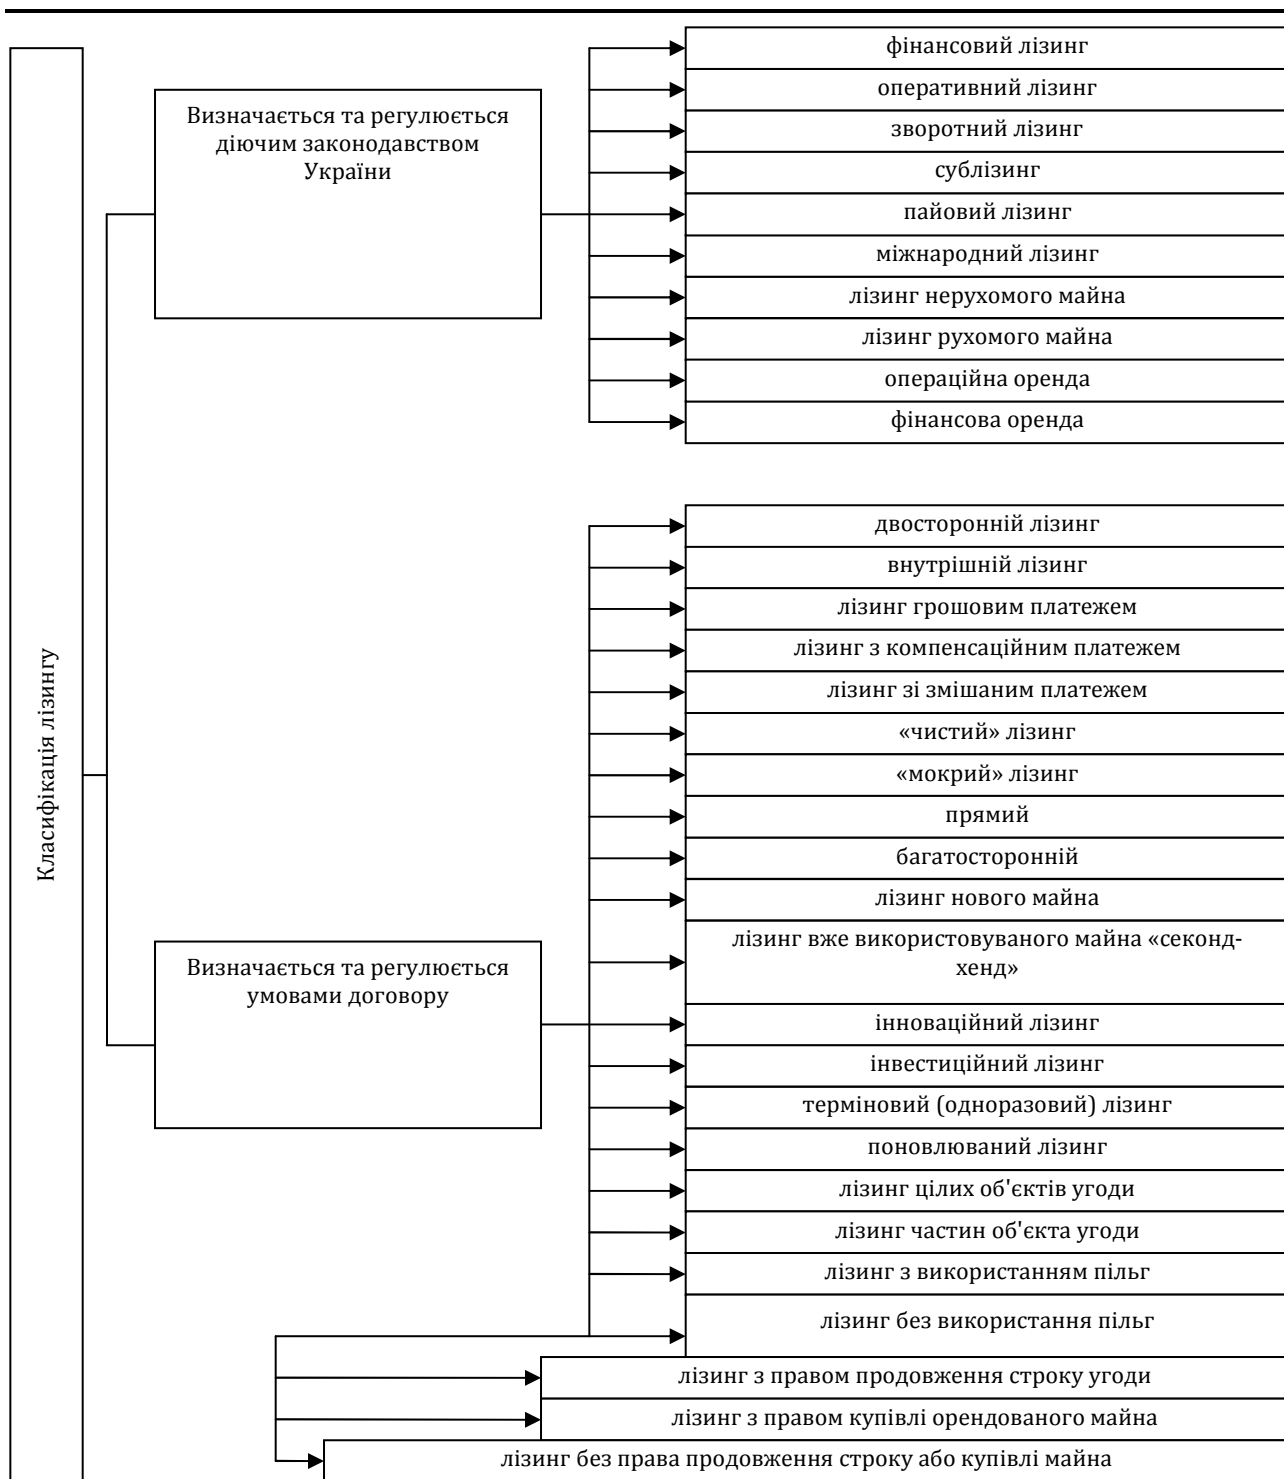 Класифікація лізингу
Визначається та регулюється
діючим законодавством
України
фінансовий лізинг
оперативний лізинг
зворотний лізинг
сублізинг
пайовий лізинг
міжнародний лізинг
лізинг нерухомого майна
лізинг рухомого майна
операційна оренда
фінансова оренда
Визначається та регулюється
умовами договору
двосторонній лізинг
внутрішній лізинг
лізинг грошовим платежем
лізинг з компенсаційним платежем
лізинг зі змішаним платежем
«чистий» лізинг
«мокрий» лізинг
прямий
багатосторонній
лізинг нового майна
лізинг вже використовуваного майна «секонд-
хенд»
інноваційний лізинг
інвестиційний лізинг
терміновий (одноразовий) лізинг
поновлюваний лізинг
лізинг цілих об'єктів угоди
лізинг частин об'єкта угоди
лізинг з використанням пільг
лізинг без використання пільг
лізинг з правом продовження строку угоди
лізинг з правом купівлі орендованого майна
лізинг без права продовження строку або купівлі майна